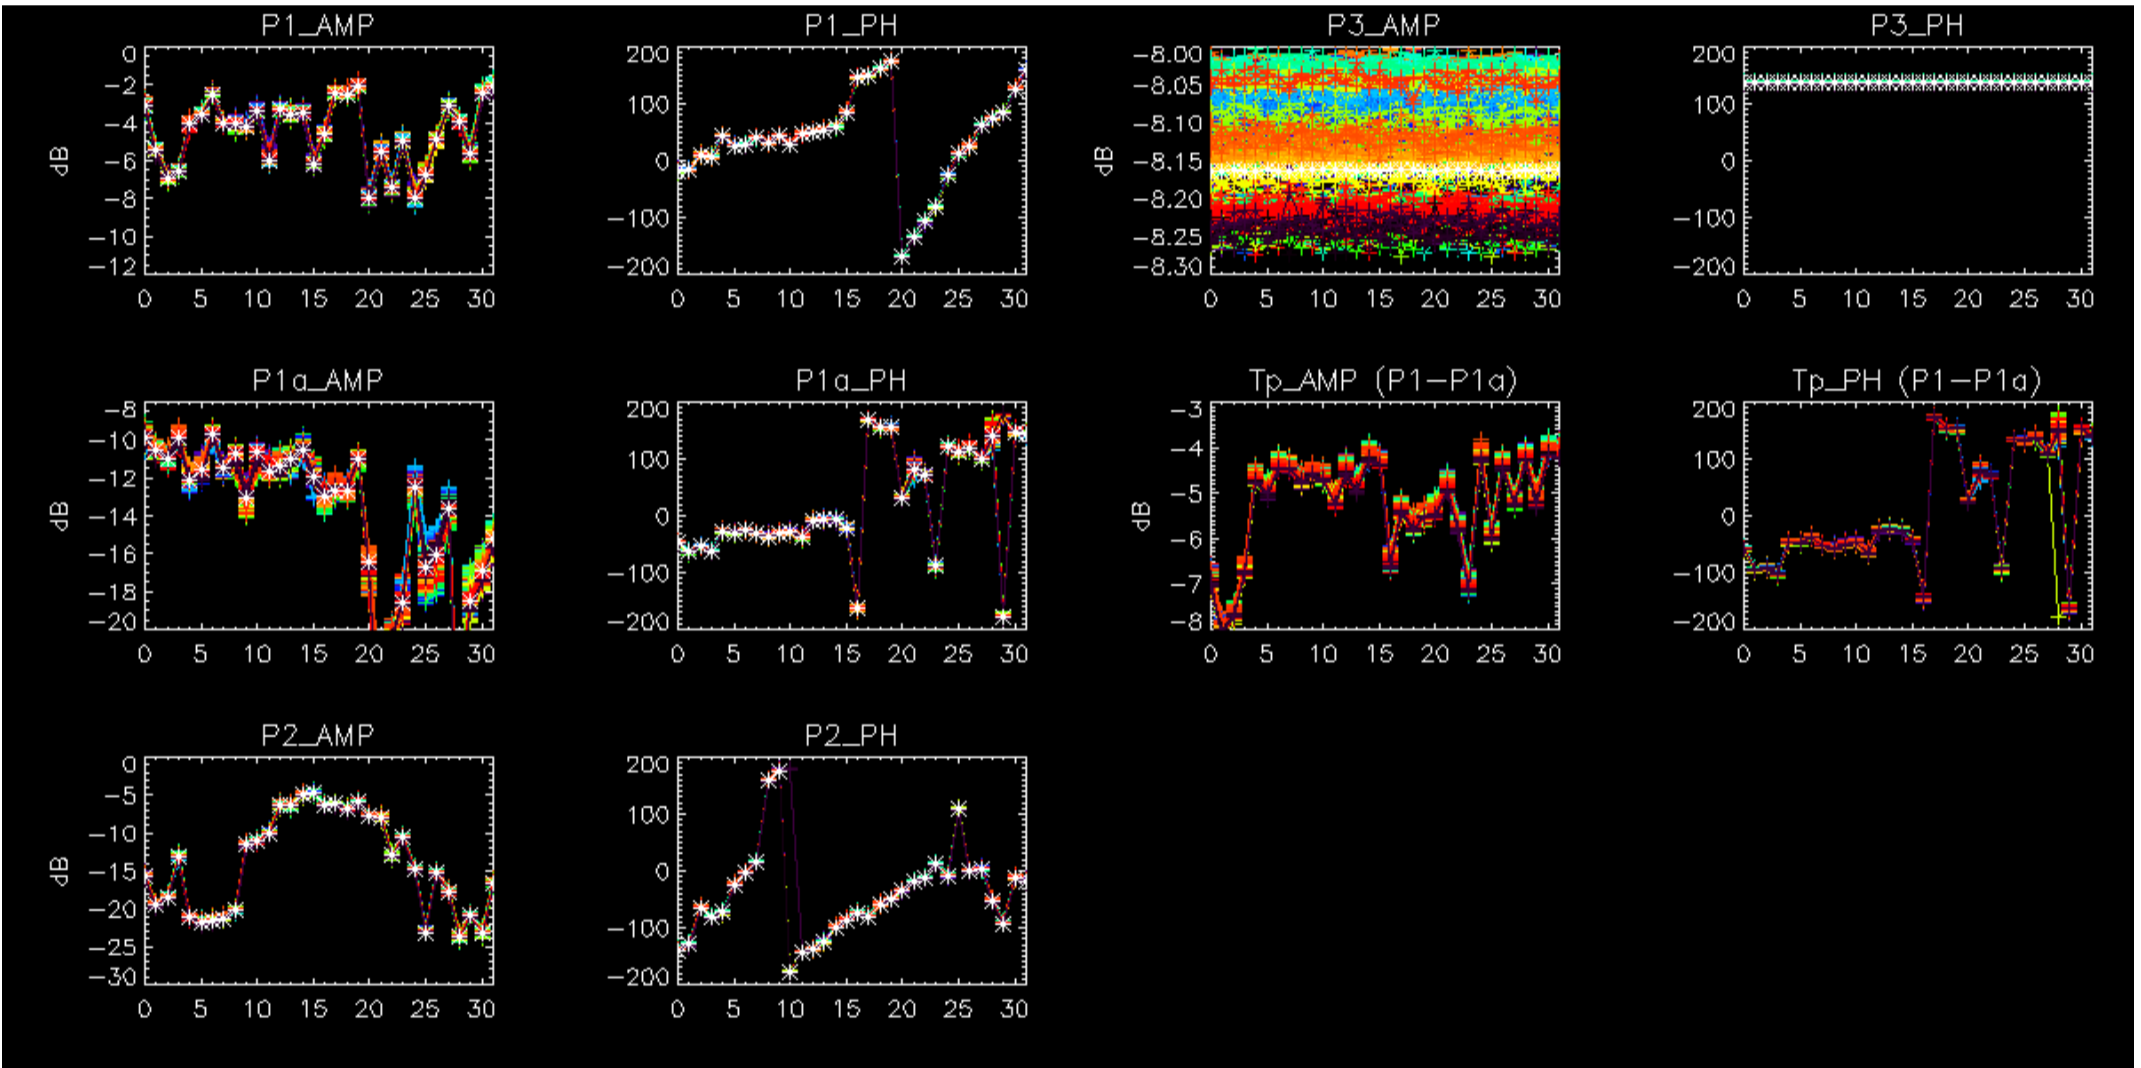 P1_AMP
0
−2
−4
−6
−8
−10
−12
dB
0 5 10 15 20 25 30
P1_PH
200
100
0
−100
−200
0 5 10 15 20 25 30
P3_AMP
−8.00
−8.05
−8.10
−8.15
−8.20
−8.25
−8.30
dB
0 5 10 15 20 25 30
P3_PH
200
100
0
−100
−200
0 5 10 15 20 25 30
P1a_AMP
−8
−10
−12
−14
−16
−18
−20
dB
0 5 10 15 20 25 30
P1a_PH
200
100
0
−100
−200
0 5 10 15 20 25 30
Tp_AMP (P1−P1a)
−3
−4
−5
−6
−7
−8
dB
0 5 10 15 20 25 30
Tp_PH (P1−P1a)
200
100
0
−100
−200
0 5 10 15 20 25 30
P2_AMP
0
−5
−10
−15
−20
−25
−30
dB
0 5 10 15 20 25 30
P2_PH
200
100
0
−100
−200
0 5 10 15 20 25 30